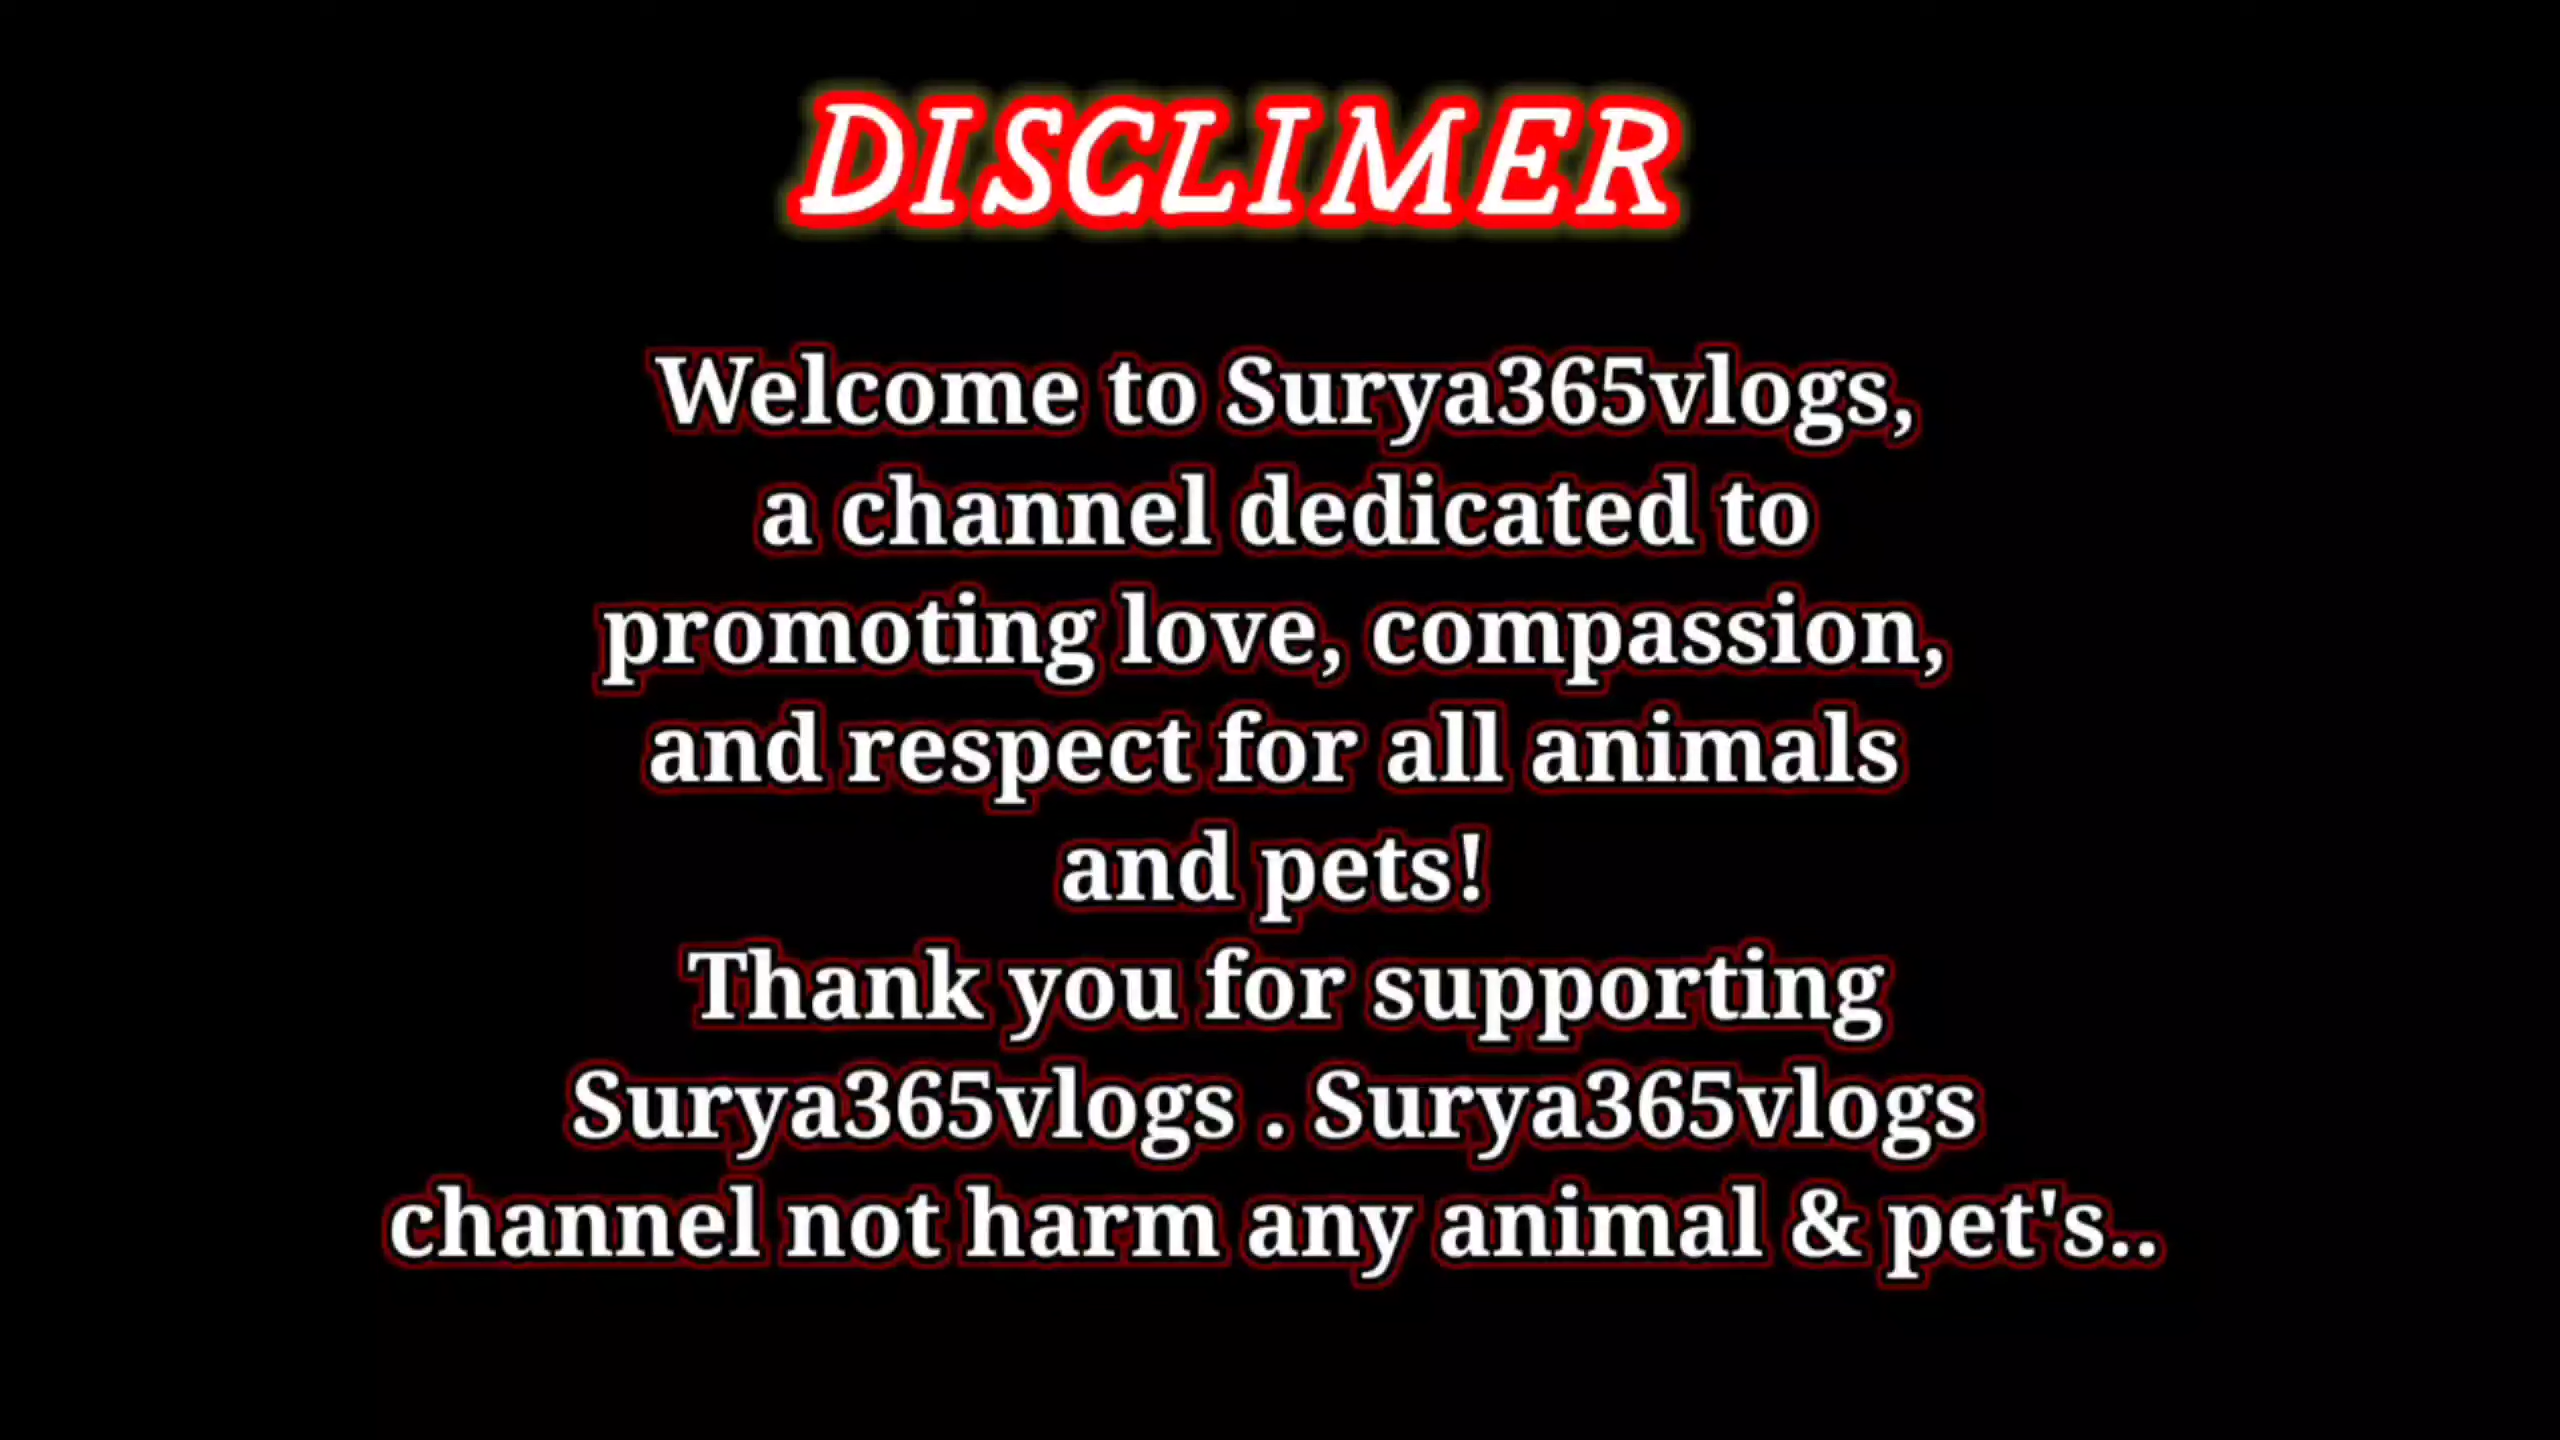 DISCLIMER
Welcome to Surya365vlogs,
a channel dedicated to
promoting love, compassion,
and respect for all animals
and pets!
Thank you for supporting
Surya365vlogs . Surya365vlogs
channel not harm any animal & pet's..